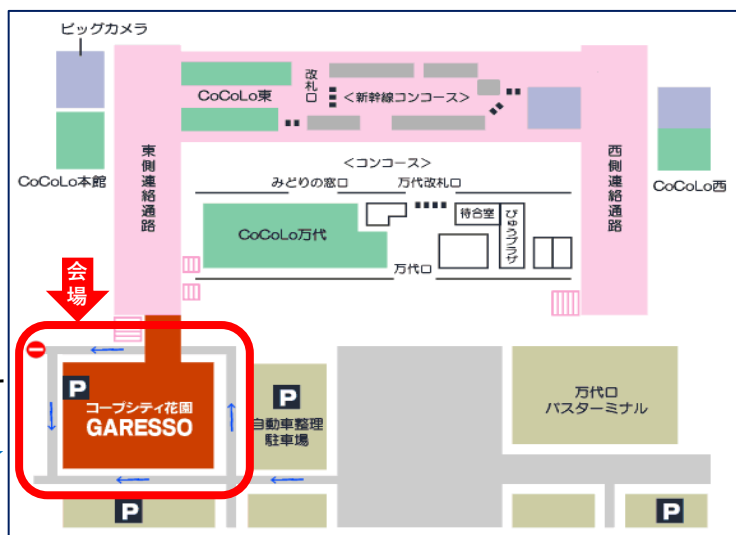 ビッグカメラ
CoCoLo東
改札口
＜新幹線コンコース＞
CoCoLo本館
東側連絡通路
西側連絡通路
CoCoLo西
＜コンコース＞
みどりの窓口
万代改札口
CoCoLo万代
待合室
びゅうプラザ
万代口
会場
P
コープシティ花園
GARESSO
P
自動車整理
駐車場
万代口
バスターミナル
P
P